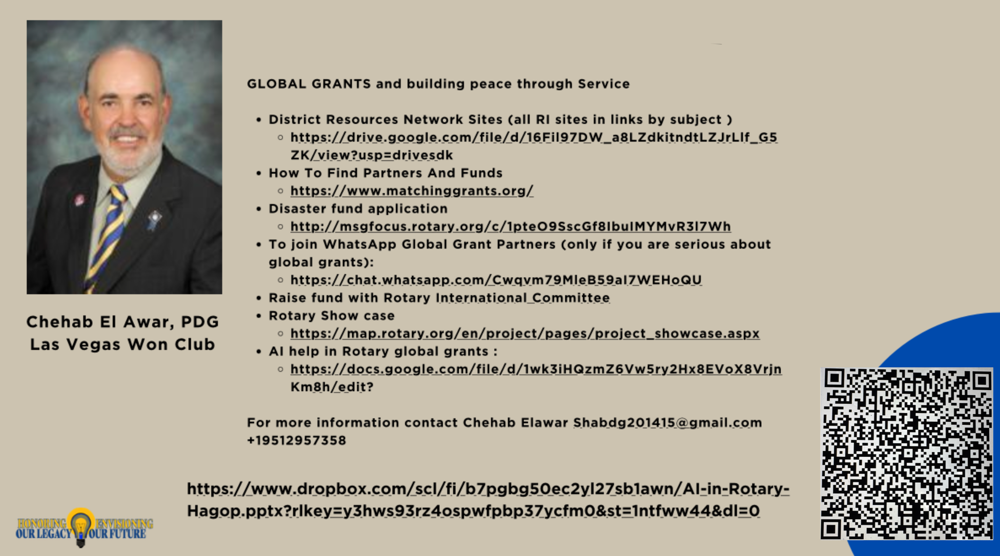 GLOBAL GRANTS and building peace through Service
• District Resources Network Sites (all RI sites in links by subject )
https://drive.google.com/file/d/16Fil97DW_a8LZdkitndtLZJrLlf_G5
ZK/view?usp=drivesdk
• How To Find Partners And Funds
https://www.matchinggrants.org/
• Disaster fund application
http://msgfocus.rotary.org/c/1pteO9SscGf8IbulMYMvR3l7Wh
• To join WhatsApp Global Grant Partners (only if you are serious about
global grants):
https://chat.whatsapp.com/Cwqvm79MleB59aI7WEHoQU
• Raise fund with Rotary International Committee
• Rotary Show case
https://map.rotary.org/en/project/pages/project_showcase.aspx
• AI help in Rotary global grants :
https://docs.google.com/file/d/1wk3iHQzmZ6Vw5ry2Hx8EVoX8Vrjn
Km8h/edit?
For more information contact Chehab Elawar Shabdg201415@gmail.com
+19512957358
Chehab El Awar, PDG
Las Vegas Won Club
https://www.dropbox.com/scl/fi/b7pgbg50ec2yl27sb1awn/AI-in-Rotary-
Hagop.pptx?rlkey=y3hws93rz4ospwfpbp37ycfm0&st=1ntfww44&dl=0
HONORING ENVISIONING
OUR LEGACY OUR FUTURE